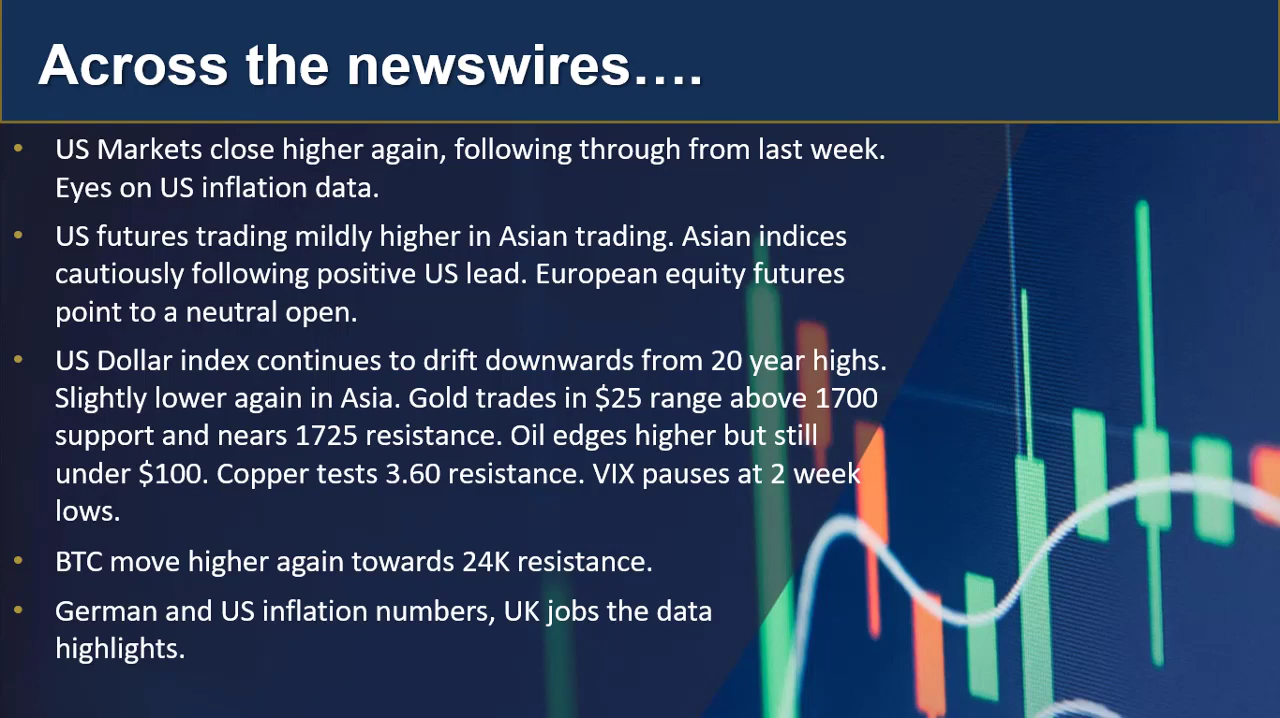 Across the newswires….
• US Markets close higher again, following through from last week.
Eyes on US inflation data.
• US futures trading mildly higher in Asian trading. Asian indices
cautiously following positive US lead. European equity futures
point to a neutral open.
• US Dollar index continues to drift downwards from 20 year highs.
Slightly lower again in Asia. Gold trades in $25 range above 1700
support and nears 1725 resistance. Oil edges higher but still
under $100. Copper tests 3.60 resistance. VIX pauses at 2 week
lows.
• BTC move higher again towards 24K resistance.
• German and US inflation numbers, UK jobs the data
highlights.